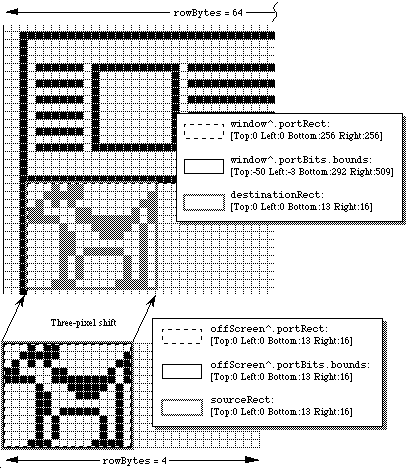 rowBytes = 64
window^.portRect:
[Top:0 Left:0 Bottom:256 Right:256]
window^.portBits.bounds:
[Top:-50 Left:-3 Bottom:292 Right:509]
destinationRect:
[Top:0 Left:0 Bottom:13 Right:16]
Three-pixel shift
offScreen^.portRect:
[Top:0 Left:0 Bottom:13 Right:16]
offScreen^.portBits.bounds:
[Top:0 Left:0 Bottom:13 Right:16]
sourceRect:
[Top:0 Left:0 Bottom:13 Right:16]
rowBytes = 4